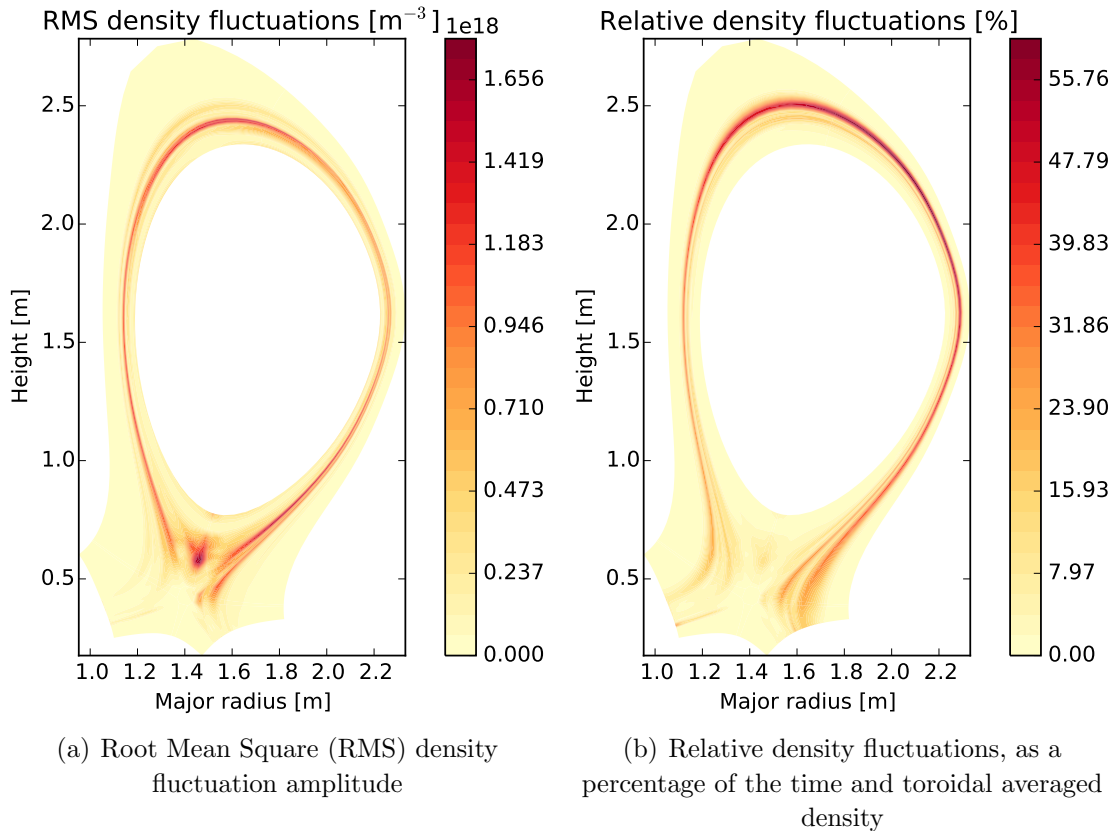 RMS density fluctuations [m⁻³]
1e18
2.5
2.0
1.5
1.0
0.5
Height [m]
1.0 1.2 1.4 1.6 1.8 2.0 2.2
Major radius [m]
1.656
1.419
1.183
0.946
0.710
0.473
0.237
0.000
(a) Root Mean Square (RMS) density
fluctuation amplitude
Relative density fluctuations [%]
2.5
2.0
1.5
1.0
0.5
Height [m]
1.0 1.2 1.4 1.6 1.8 2.0 2.2
Major radius [m]
55.76
47.79
39.83
31.86
23.90
15.93
7.97
0.00
(b) Relative density fluctuations, as a
percentage of the time and toroidal averaged
density